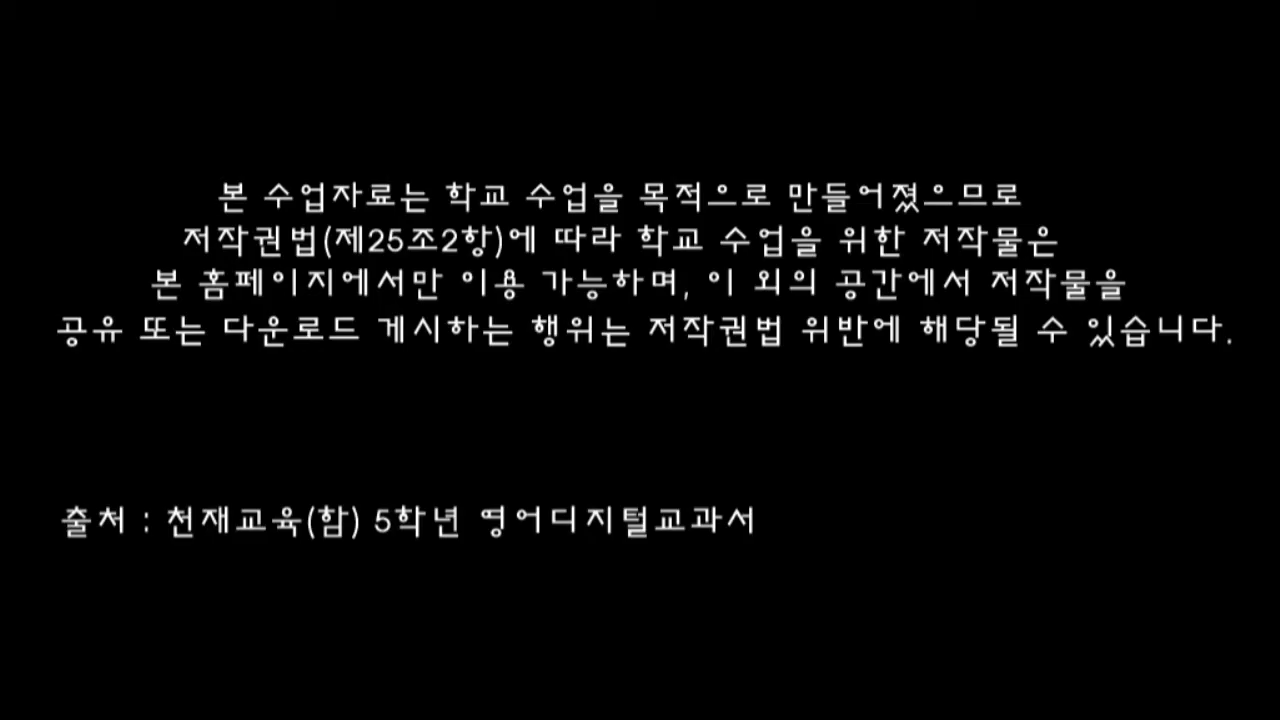 본 수업자료는 학교 수업을 목적으로 만들어졌으므로
저작권법(제25조2항)에 따라 학교 수업을 위한 저작물은
본 홈페이지에서만 이용 가능하며, 이 외의 공간에서 저작물을
공유 또는 다운로드 게시하는 행위는 저작권법 위반에 해당될 수 있습니다.
출처 : 천재교육(함) 5학년 영어디지털교과서